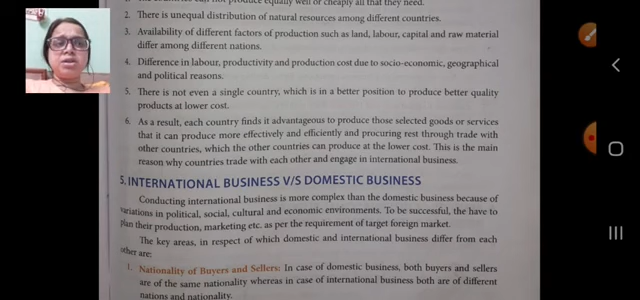 can not produce equally well or cheaply all that they need.
2. There is unequal distribution of natural resources among different countries.
3. Availability of different factors of production such as land, labour, capital and raw material
differ among different nations.
4. Difference in labour, productivity and production cost due to socio-economic, geographical
and political reasons.
5. There is not even a single country, which is in a better position to produce better quality
products at lower cost.
6. As a result, each country finds it advantageous to produce those selected goods or services
that it can produce more effectively and efficiently and procuring rest through trade with
other countries, which the other countries can produce at the lower cost. This is the main
reason why countries trade with each other and engage in international business.
5. INTERNATIONAL BUSINESS V/S DOMESTIC BUSINESS
Conducting international business is more complex than the domestic business because of
variations in political, social, cultural and economic environments. To be successful, the have to
plan their production, marketing etc. as per the requirement of target foreign market.
The key areas, in respect of which domestic and international business differ from each
other are:
1. Nationality of Buyers and Sellers: In case of domestic business, both buyers and sellers
are of the same nationality whereas in case of international business both are of different
nations and nationality.